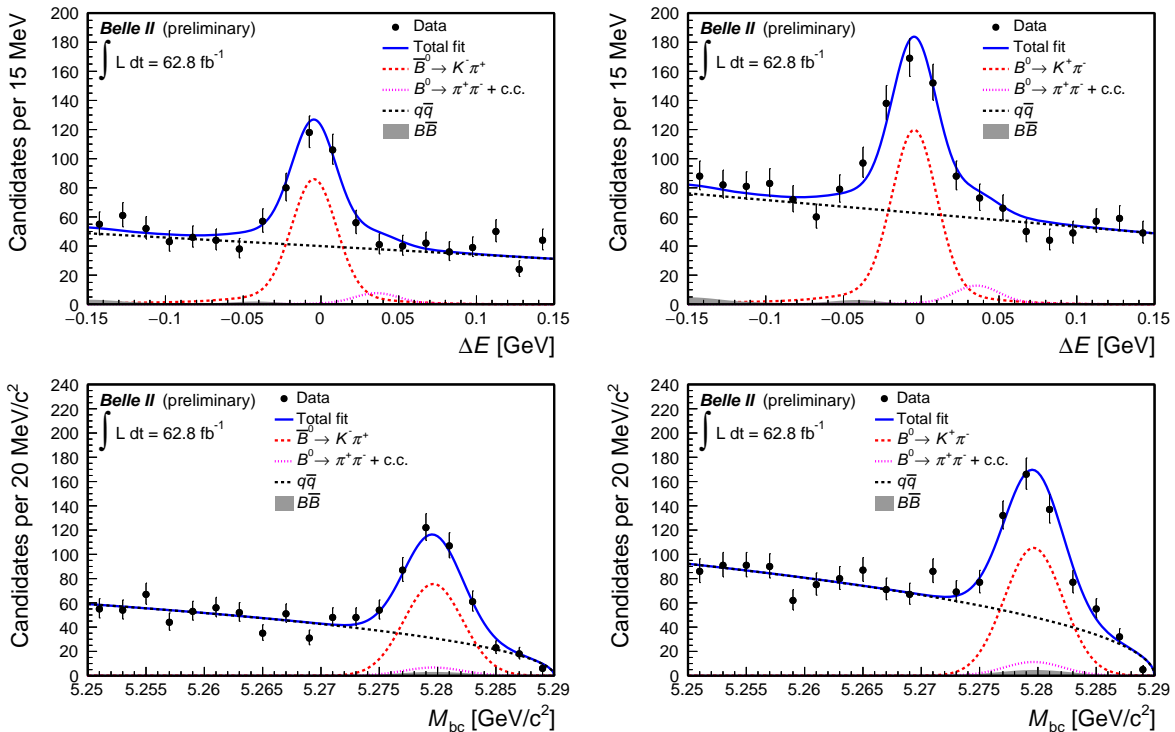 Candidates per 15 MeV
Belle II (preliminary)
∫ L dt = 62.8 fb⁻¹
Data
Total fit
B̅⁰ → K⁻π⁺
B⁰ → π⁺π⁻ + c.c.
qq̅
BB̅
0 20 40 60 80 100 120 140 160 180 200
−0.15 −0.1 −0.05 0 0.05 0.1 0.15
ΔE [GeV]
Candidates per 15 MeV
Belle II (preliminary)
∫ L dt = 62.8 fb⁻¹
Data
Total fit
B⁰ → K⁺π⁻
B⁰ → π⁺π⁻ + c.c.
qq̅
BB̅
0 20 40 60 80 100 120 140 160 180 200
−0.15 −0.1 −0.05 0 0.05 0.1 0.15
ΔE [GeV]
Candidates per 20 MeV/c²
Belle II (preliminary)
∫ L dt = 62.8 fb⁻¹
Data
Total fit
B̅⁰ → K⁻π⁺
B⁰ → π⁺π⁻ + c.c.
qq̅
BB̅
0 20 40 60 80 100 120 140 160 180 200 220 240
5.25 5.255 5.26 5.265 5.27 5.275 5.28 5.285 5.29
M_bc [GeV/c²]
Candidates per 20 MeV/c²
Belle II (preliminary)
∫ L dt = 62.8 fb⁻¹
Data
Total fit
B⁰ → K⁺π⁻
B⁰ → π⁺π⁻ + c.c.
qq̅
BB̅
0 20 40 60 80 100 120 140 160 180 200 220 240
5.25 5.255 5.26 5.265 5.27 5.275 5.28 5.285 5.29
M_bc [GeV/c²]